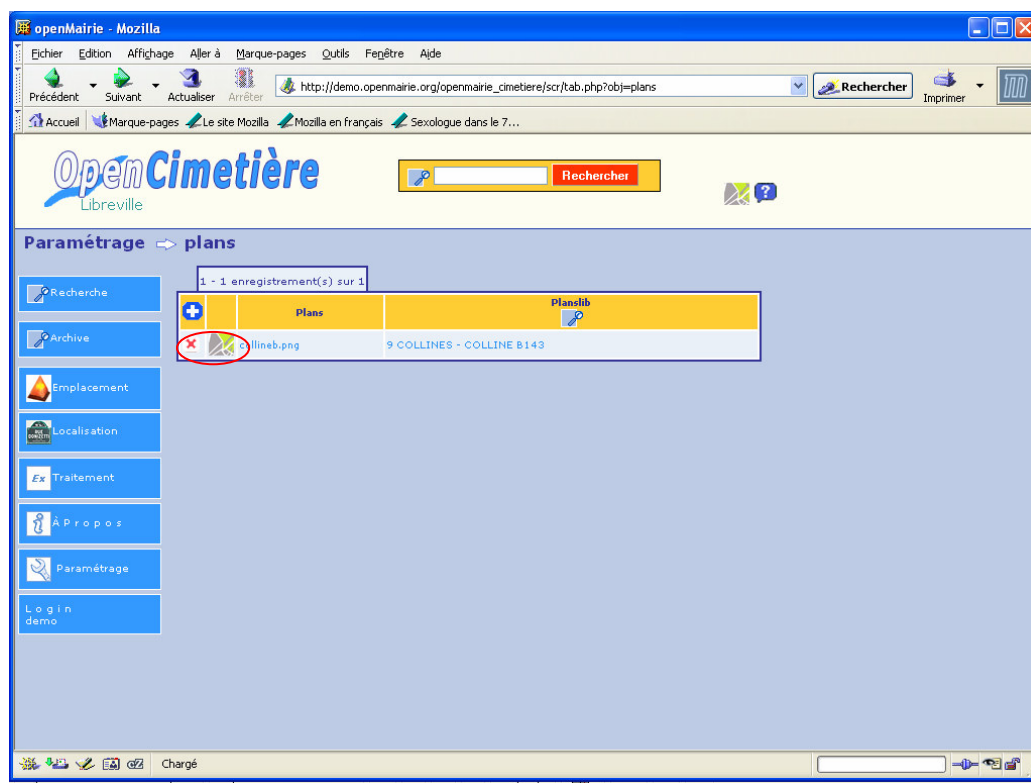 openMairie - Mozilla
Fichier Edition Affichage Aller à Marque-pages Outils Fenêtre Aide
Précédent Suivant Actualiser Arrêter http://demo.openmairie.org/openmairie_cimetiere/scr/tab.php?obj=plans Rechercher Imprimer
Accueil Marque-pages Le site Mozilla Mozilla en français Sexologue dans le 7...
OpenCimetière
Libreville
Rechercher
Paramétrage plans
1 - 1 enregistrement(s) sur 1
Plans Planslib
collineb.png 9 COLLINES - COLLINE B143
Recherche
Archive
Emplacement
Localisation
Ex Traitement
À Propos
Paramétrage
Login
demo
Chargé